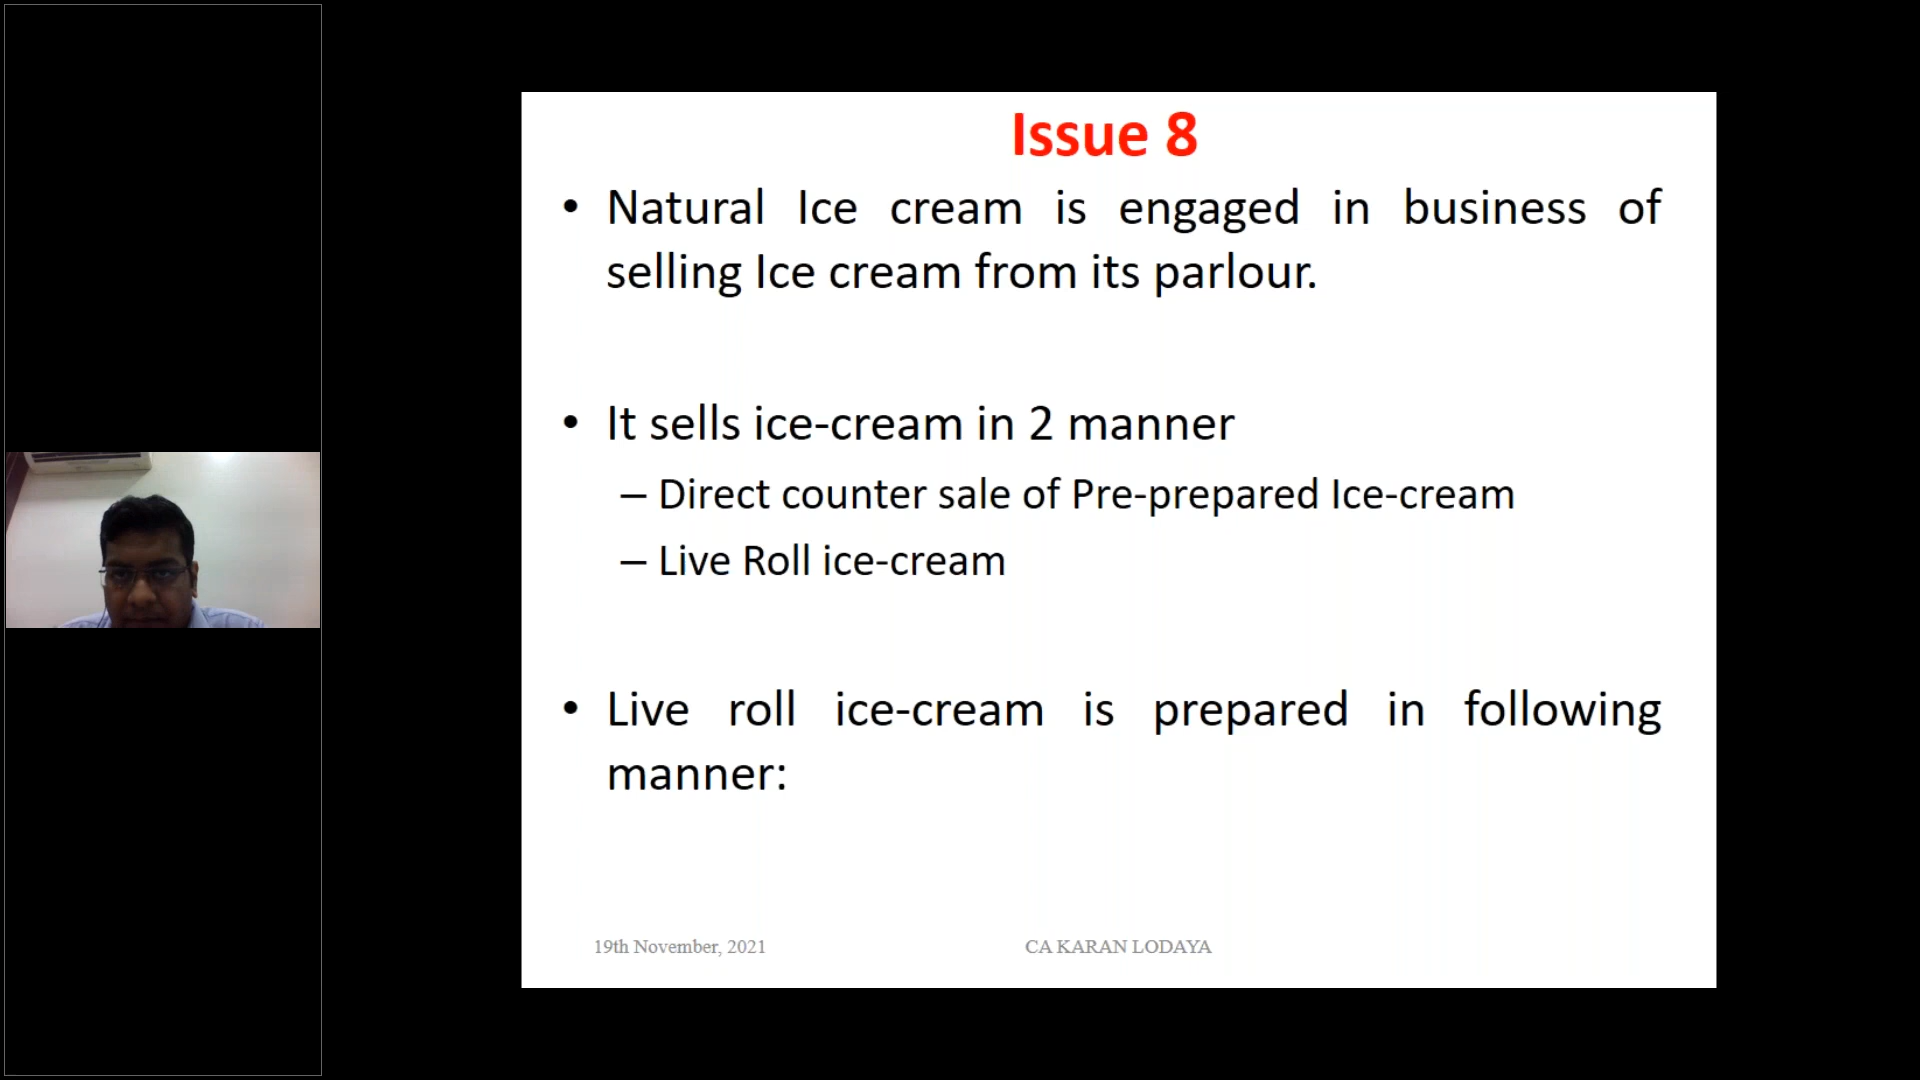 Issue 8
• Natural Ice cream is engaged in business of
selling Ice cream from its parlour.
• It sells ice-cream in 2 manner
– Direct counter sale of Pre-prepared Ice-cream
– Live Roll ice-cream
• Live roll ice-cream is prepared in following
manner:
19th November, 2021
CA KARAN LODAYA